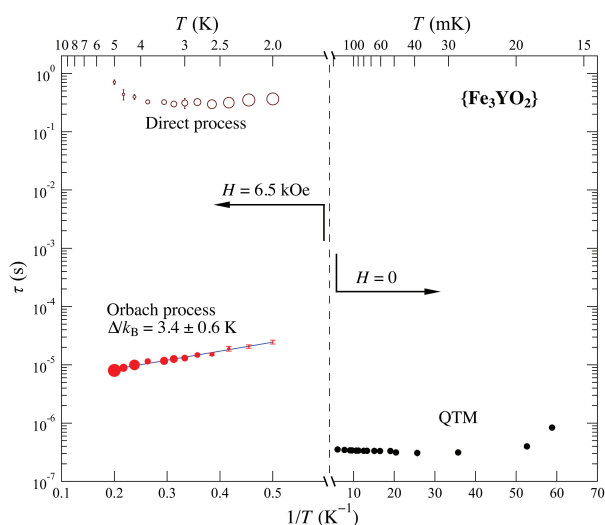 T (K) T (mK)
10 8 7 6 5 4 3 2.5 2.0 100 50 40 30 20 15
10^0
10^-1
10^-2
10^-3
10^-4
10^-5
10^-6
10^-7
τ (s)
{Fe₃YO₂}
Direct process
H = 6.5 kOe
H = 0
Orbach process
Δ/k_B = 3.4 ± 0.6 K
QTM
0.1 0.2 0.3 0.4 0.5 10 20 30 40 50 60 70
1/T (K⁻¹)